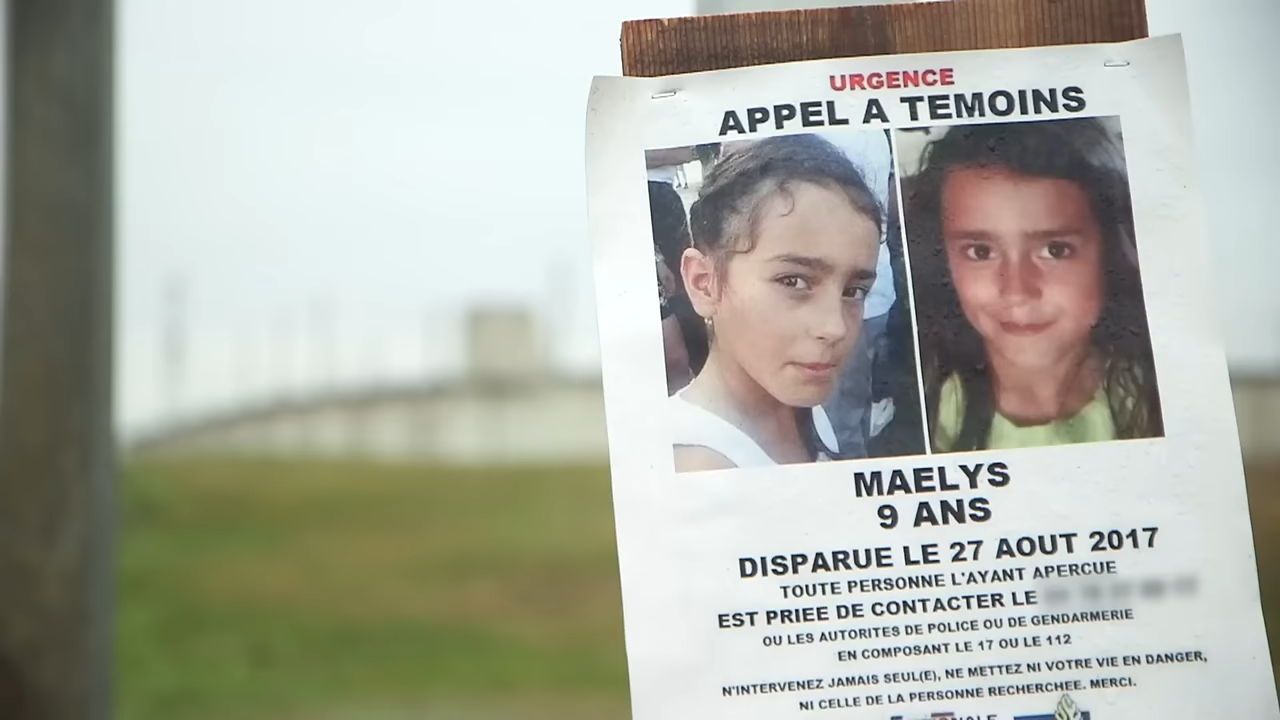 URGENCE
APPEL A TEMOINS
MAELYS
9 ANS
DISPARUE LE 27 AOUT 2017
TOUTE PERSONNE L'AYANT APERCUE
EST PRIEE DE CONTACTER LE
OU LES AUTORITES DE POLICE OU DE GENDARMERIE
EN COMPOSANT LE 17 OU LE 112
N'INTERVENEZ JAMAIS SEUL(E), NE METTEZ NI VOTRE VIE EN DANGER,
NI CELLE DE LA PERSONNE RECHERCHEE. MERCI.